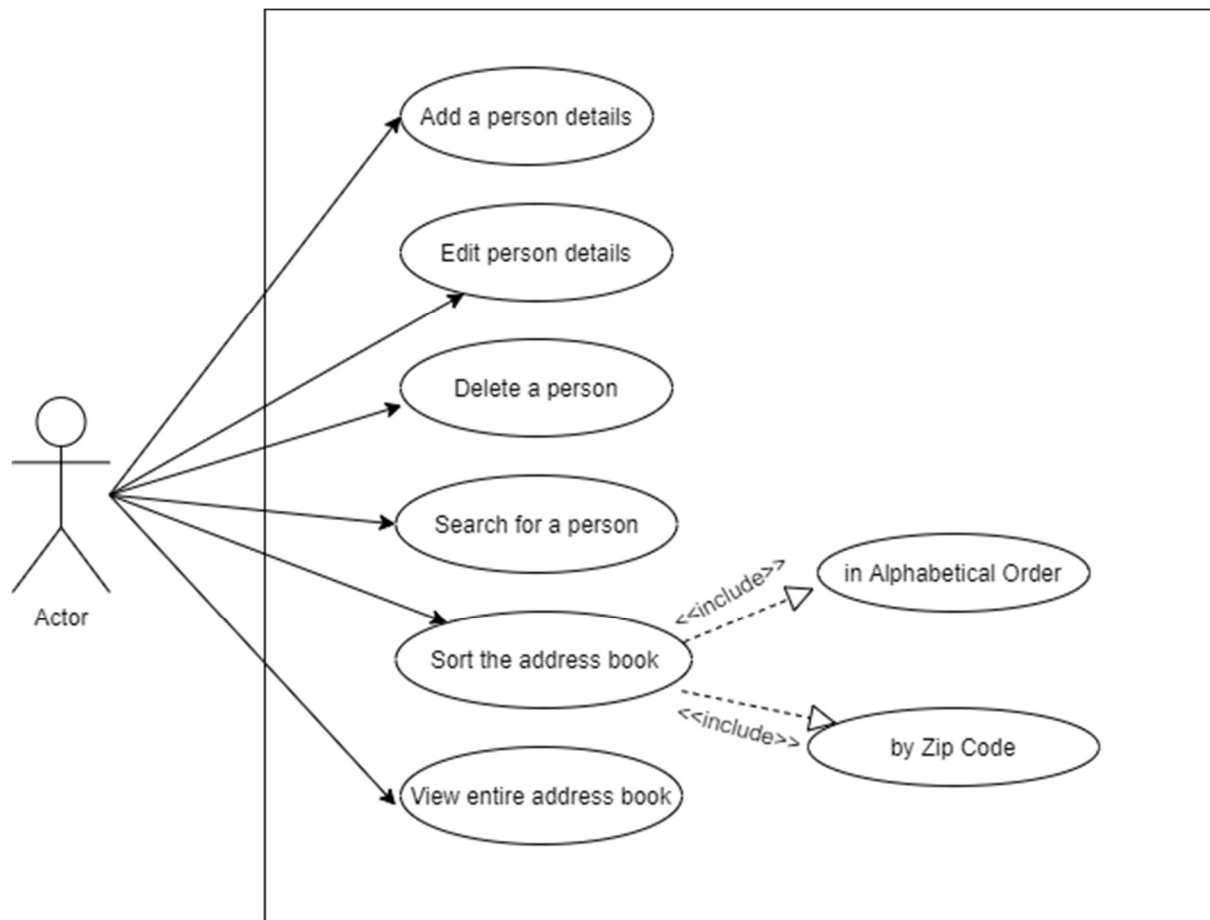 Add a person details
Edit person details
Delete a person
Search for a person
<<include>>
in Alphabetical Order
Actor
Sort the address book
<<include>>
by Zip Code
View entire address book